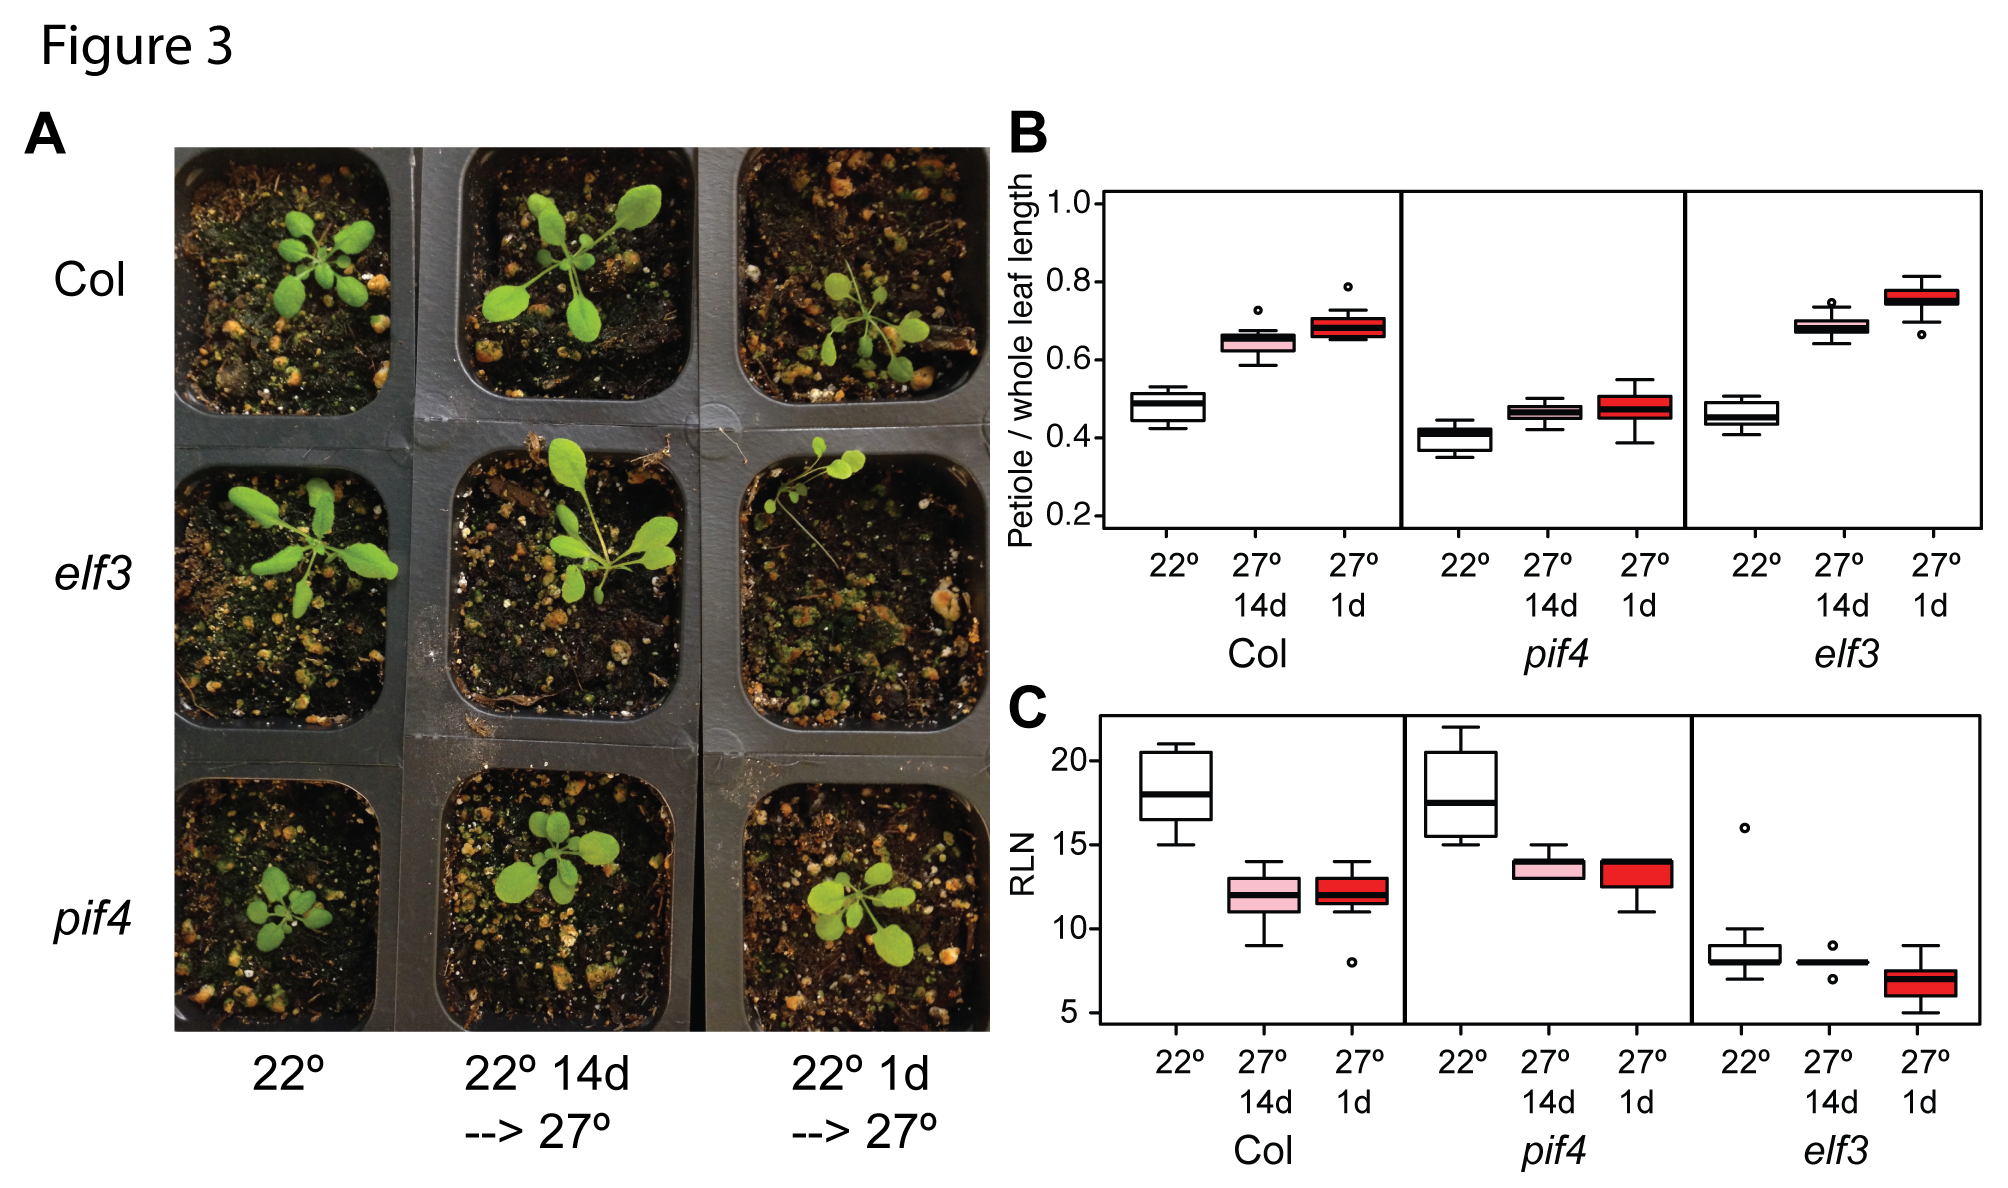 Figure 3
A
Col
elf3
pif4
22º
22º 14d
--> 27º
22º 1d
--> 27º
B
Petiole / whole leaf length
1.0
0.8
0.6
0.4
0.2
22º 27º 27º 22º 27º 27º 22º 27º 27º
14d 1d 14d 1d 14d 1d
Col pif4 elf3
C
RLN
20
15
10
5
22º 27º 27º 22º 27º 27º 22º 27º 27º
14d 1d 14d 1d 14d 1d
Col pif4 elf3